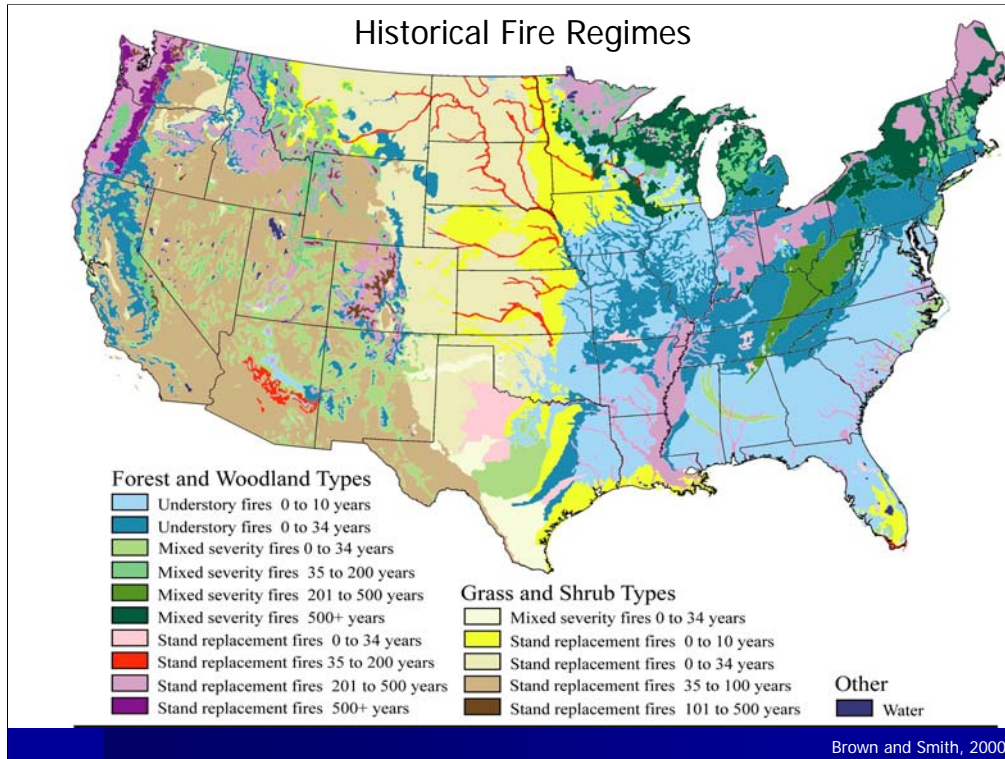 Historical Fire Regimes
Forest and Woodland Types
Understory fires 0 to 10 years
Understory fires 0 to 34 years
Mixed severity fires 0 to 34 years
Mixed severity fires 35 to 200 years
Mixed severity fires 201 to 500 years
Mixed severity fires 500+ years
Stand replacement fires 0 to 34 years
Stand replacement fires 35 to 200 years
Stand replacement fires 201 to 500 years
Stand replacement fires 500+ years
Grass and Shrub Types
Mixed severity fires 0 to 34 years
Stand replacement fires 0 to 10 years
Stand replacement fires 0 to 34 years
Stand replacement fires 35 to 100 years
Stand replacement fires 101 to 500 years
Other
Water
Brown and Smith, 2000